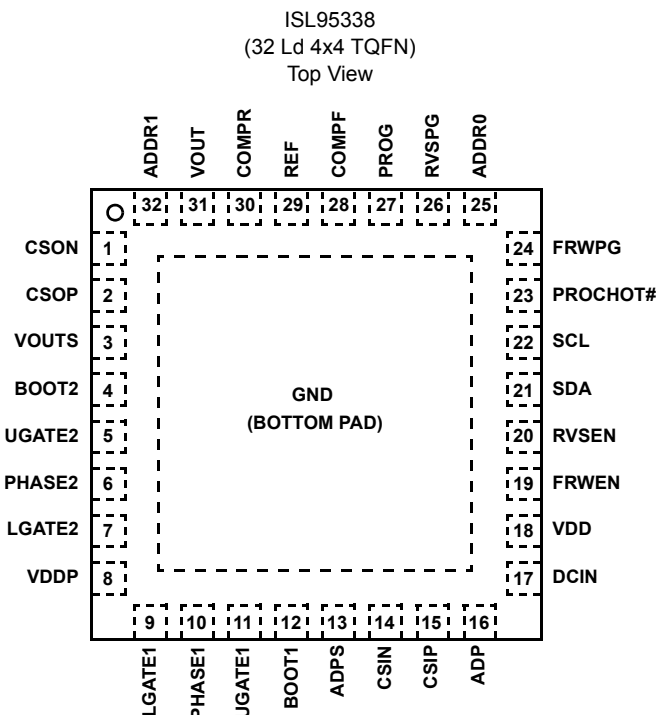 ISL95338
(32 Ld 4x4 TQFN)
Top View
ADDR1 VOUT COMPR REF COMPF PROG RVSPG ADDR0
32 31 30 29 28 27 26 25
CSON 1 24 FRWPG
CSOP 2 23 PROCHOT#
VOUTS 3 22 SCL
BOOT2 4 21 SDA
GND
(BOTTOM PAD)
UGATE2 5 20 RVSEN
PHASE2 6 19 FRWEN
LGATE2 7 18 VDD
VDDP 8 17 DCIN
9 10 11 12 13 14 15 16
LGATE1 PHASE1 UGATE1 BOOT1 ADPS CSIN CSIP ADP